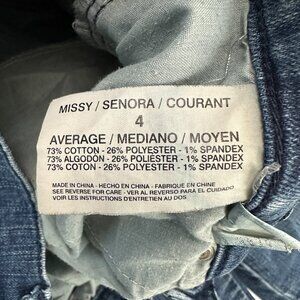 MISSY / SENORA / COURANT
4
AVERAGE / MEDIANO / MOYEN
73% COTTON - 26% POLYESTER - 1% SPANDEX
73% ALGODON - 26% POLIESTER - 1% SPANDEX
73% COTON - 26% POLYESTER - 1% SPANDEX
MADE IN CHINA - HECHO EN CHINA - FABRIQUE EN CHINE
SEE REVERSE FOR CARE - VER AL REVERSO PARA EL CUIDADO
VOIR LES INSTRUCTIONS D'ENTRETIEN AU DOS